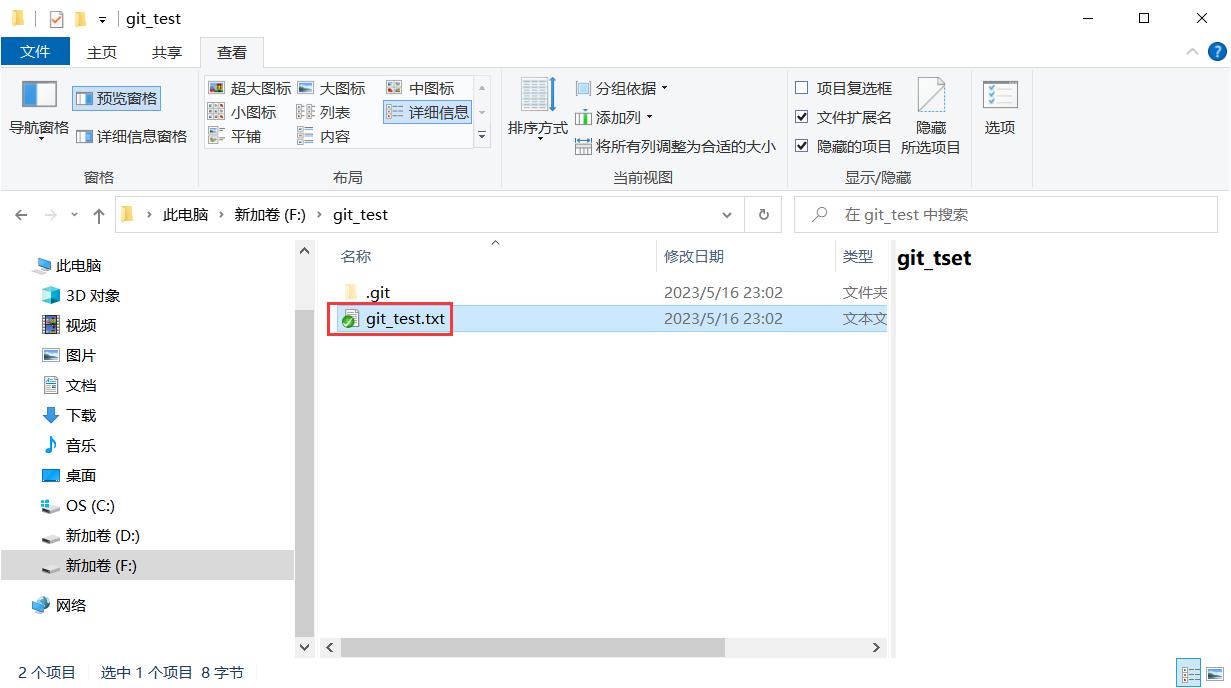 git_test
文件 主页 共享 查看
导航窗格
预览窗格
详细信息窗格
窗格
超大图标 大图标 中图标
小图标 列表 详细信息
平铺 内容
布局
排序方式
分组依据
添加列
将所有列调整为合适的大小
当前视图
项目复选框
文件扩展名
隐藏的项目
隐藏
所选项目
显示/隐藏
选项
此电脑 新加卷 (F:) git_test
在 git_test 中搜索
此电脑
3D 对象
视频
图片
文档
下载
音乐
桌面
OS (C:)
新加卷 (D:)
新加卷 (F:)
网络
名称 修改日期 类型
.git 2023/5/16 23:02 文件夹
git_test.txt 2023/5/16 23:02 文本文
git_tset
2 个项目 选中 1 个项目 8 字节